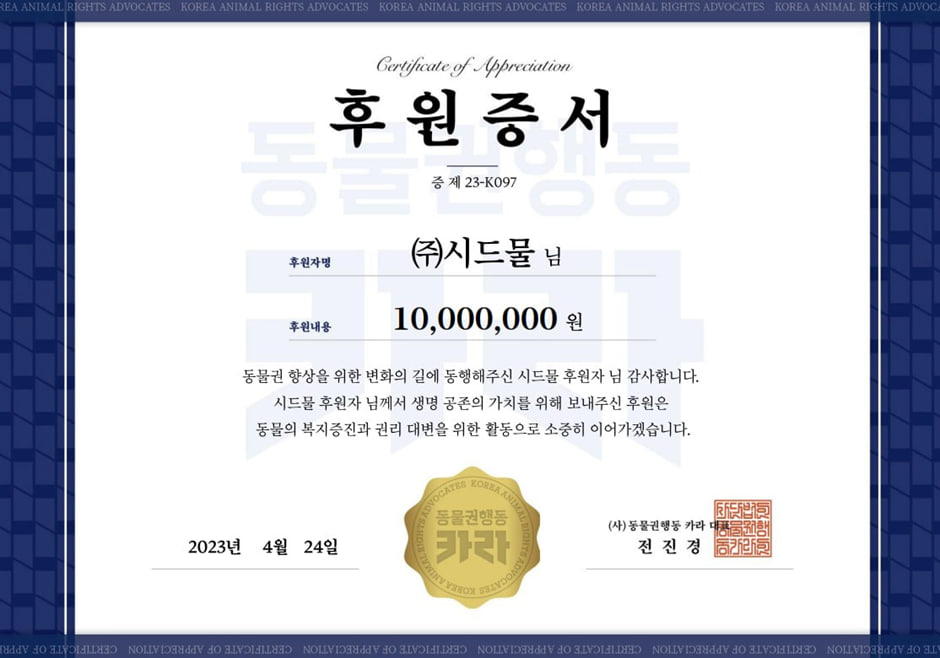 KOREA ANIMAL RIGHTS ADVOCATES KOREA ANIMAL RIGHTS ADVOCATES KOREA ANIMAL RIGHTS ADVOCATES KOREA ANIMAL RIGHTS ADVOCATES
Certificate of Appreciation
후원증서
증 제 23-K097
동물권행동
카라
후원자명 (주)시드물 님
후원내용 10,000,000 원
동물권 향상을 위한 변화의 길에 동행해주신 시드물 후원자 님 감사합니다.
시드물 후원자 님께서 생명 공존의 가치를 위해 보내주신 후원은
동물의 복지증진과 권리 대변을 위한 활동으로 소중히 이어가겠습니다.
KOREA ANIMAL RIGHTS ADVOCATES KOREA ANIMAL RIGHTS ADVOCATES
동물권행동
카라
2023년 4월 24일
(사)동물권행동 카라 대표
전 진 경
CERTIFICATE OF APPRECIATION CERTIFICATE OF APPRECIATION CERTIFICATE OF APPRECIATION CERTIFICATE OF APPRECIATION